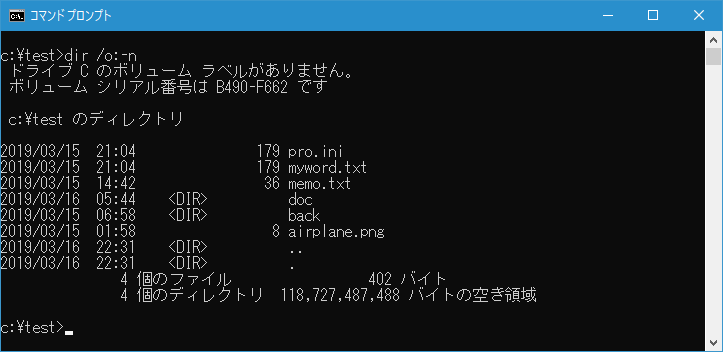 コマンドプロンプト
c:¥test>dir /o:-n
ドライブ C のボリューム ラベルがありません。
ボリューム シリアル番号は B490-F662 です
c:¥test のディレクトリ
2019/03/15  21:04               179 pro.ini
2019/03/15  21:04               179 myword.txt
2019/03/15  14:42                36 memo.txt
2019/03/16  05:44    <DIR>          doc
2019/03/15  06:58    <DIR>          back
2019/03/15  01:58                 8 airplane.png
2019/03/16  22:31    <DIR>          ..
2019/03/16  22:31    <DIR>          .
4 個のファイル                 402 バイト
4 個のディレクトリ  118,727,487,488 バイトの空き領域
c:¥test>